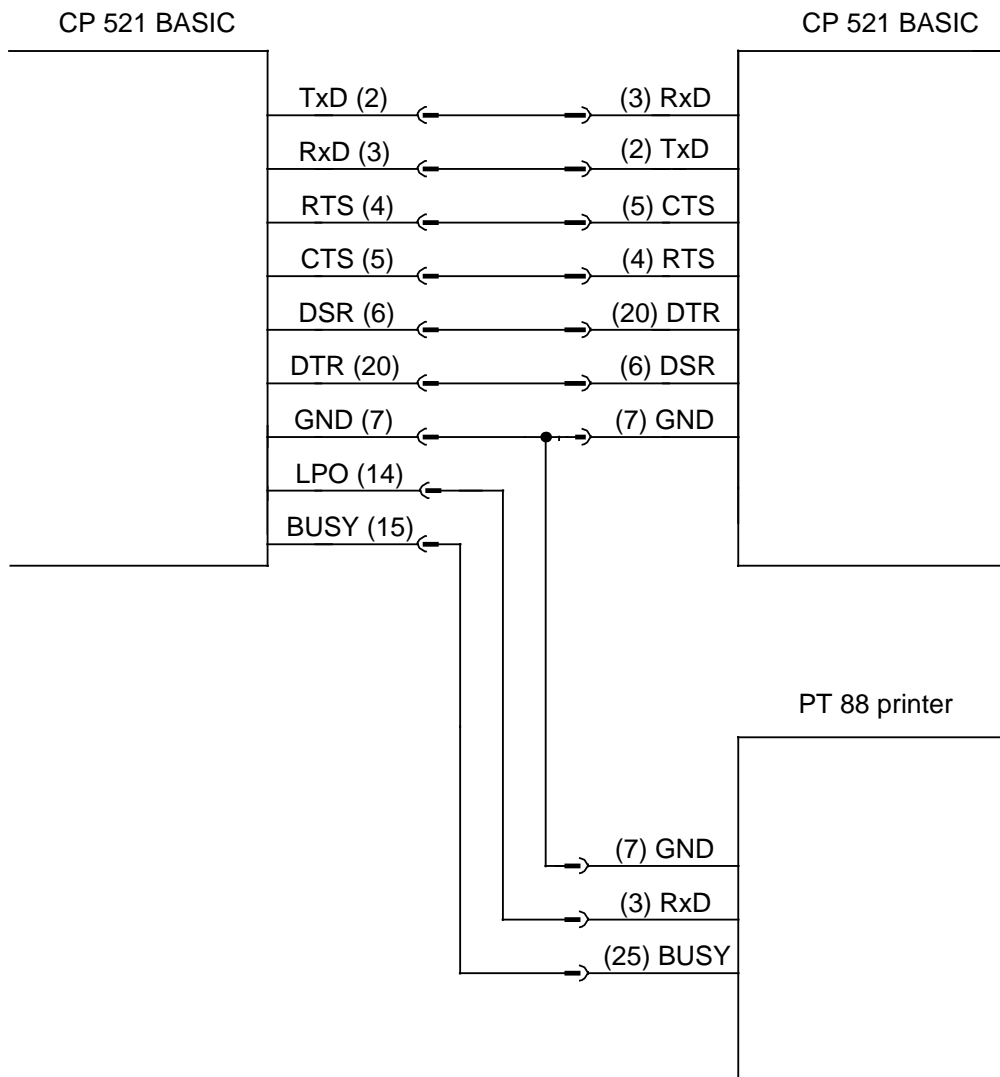 CP 521 BASIC CP 521 BASIC
TxD (2) (3) RxD
RxD (3) (2) TxD
RTS (4) (5) CTS
CTS (5) (4) RTS
DSR (6) (20) DTR
DTR (20) (6) DSR
GND (7) (7) GND
LPO (14)
BUSY (15)
PT 88 printer
(7) GND
(3) RxD
(25) BUSY